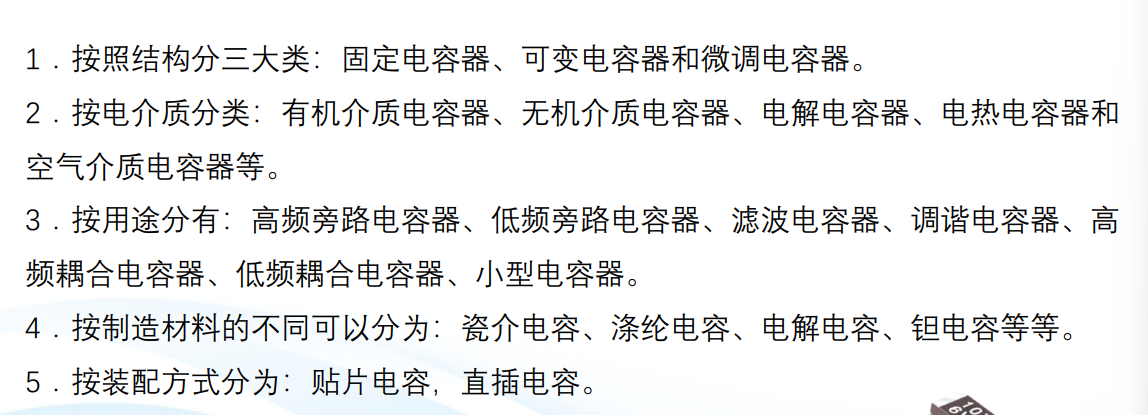 1．按照结构分三大类：固定电容器、可变电容器和微调电容器。
2．按电介质分类：有机介质电容器、无机介质电容器、电解电容器、电热电容器和
空气介质电容器等。
3．按用途分有：高频旁路电容器、低频旁路电容器、滤波电容器、调谐电容器、高
频耦合电容器、低频耦合电容器、小型电容器。
4．按制造材料的不同可以分为：瓷介电容、涤纶电容、电解电容、钽电容等等。
5．按装配方式分为：贴片电容，直插电容。